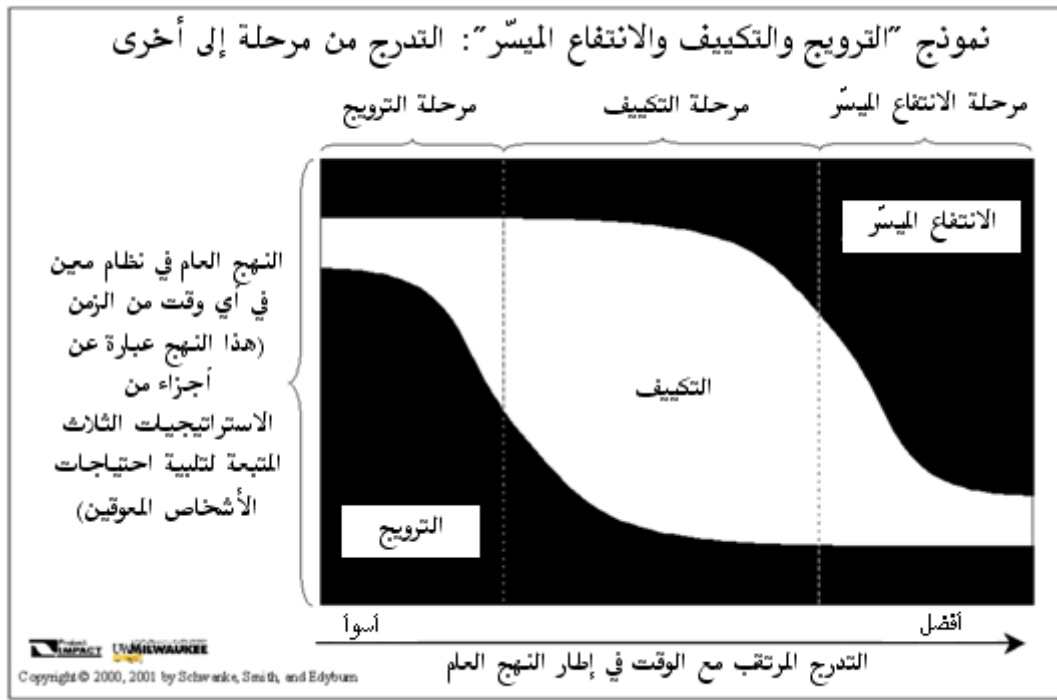 نموذج "الترويج والتكييف والانتفاع الميسّر": التدرج من مرحلة إلى أخرى
مرحلة الانتفاع الميسّر
مرحلة التكييف
مرحلة الترويج
الانتفاع الميسّر
النهج العام في نظام معين
في أي وقت من الزمن
(هذا النهج عبارة عن
أجزاء من
الاستراتيجيات الثلاث
المتبعة لتلبية احتياجات
الأشخاص المعوقين)
التكييف
الترويج
أسوأ
أفضل
التدرج المرتقب مع الوقت في إطار النهج العام
IMPACT
UWMILWAUKEE
Copyright © 2000, 2001 by Schwanke, Smith, and Edyburn